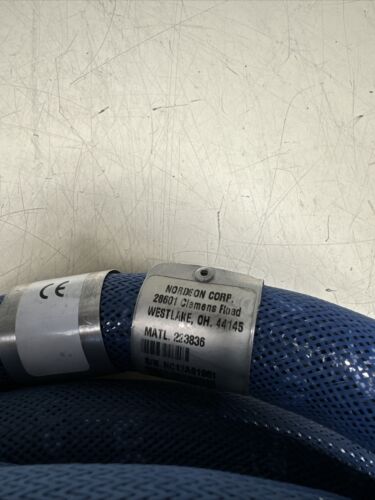 CE
NORDSON CORP.
28601 Clemens Road
WESTLAKE, OH. 44145
MATL. 223836
S/N.